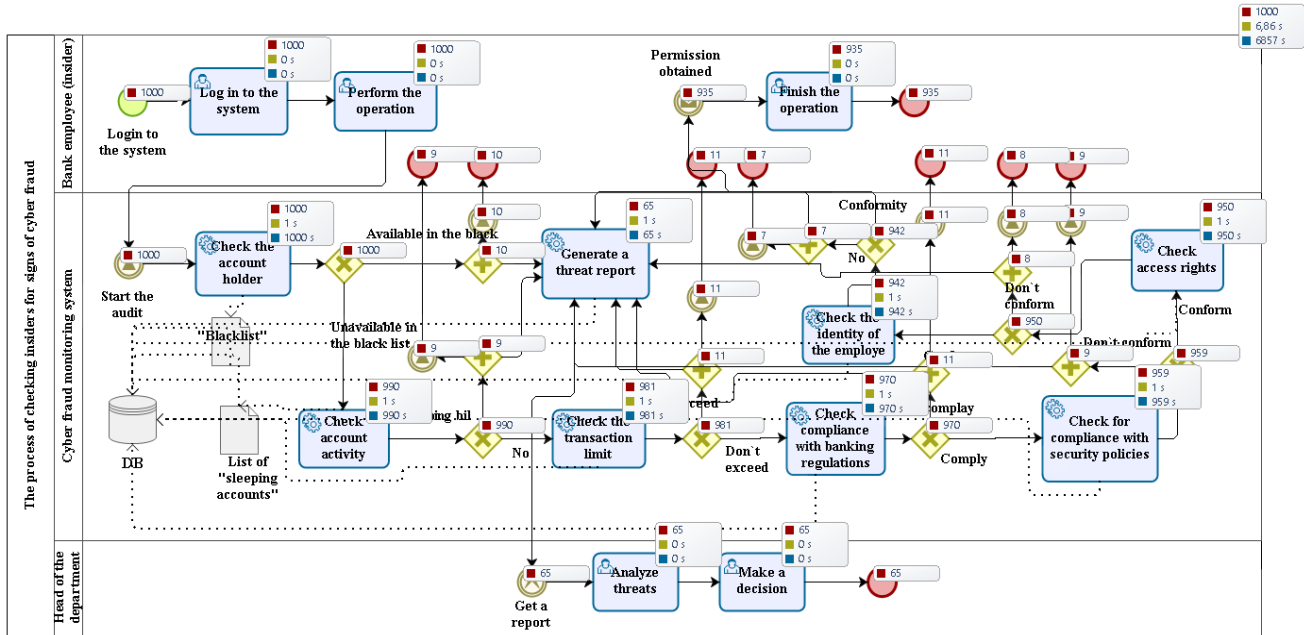 1000
6,86 s
6857 s
The process of checking insiders for signs of cyber fraud
Bank employee (insider)
1000
Login to
the system
1000
0 s
0 s
Log in to the
system
1000
0 s
0 s
Perform the
operation
Permission
obtained
935
935
0 s
0 s
Finish the
operation
935
9
10
11
7
11
8
9
Cyber fraud monitoring system
1000
Start the
audit
1000
1 s
1000 s
Check the
account
holder
1000
Available in the black
10
10
65
1 s
65 s
Generate a
threat report
7
7
Conformity
942
No
11
8
9
8
Don`t
conform
950
950
1 s
950 s
Check
access rights
942
1 s
942 s
Check the
identity of
the employe
Conform
Don't conform
9
959
"Blacklist"
Unavailable in
the black list
9
9
11
11
11
DB
List of
"sleeping
accounts"
990
1 s
990 s
Check
account
activity
990
No
981
1 s
981 s
Check the
transaction
limit
981
Don`t
exceed
970
1 s
970 s
Check
compliance
with banking
regulations
970
Comply
959
1 s
959 s
Check for
compliance with
security policies
Head of the
department
65
Get a
report
65
0 s
0 s
Analyze
threats
65
0 s
0 s
Make a
decision
65